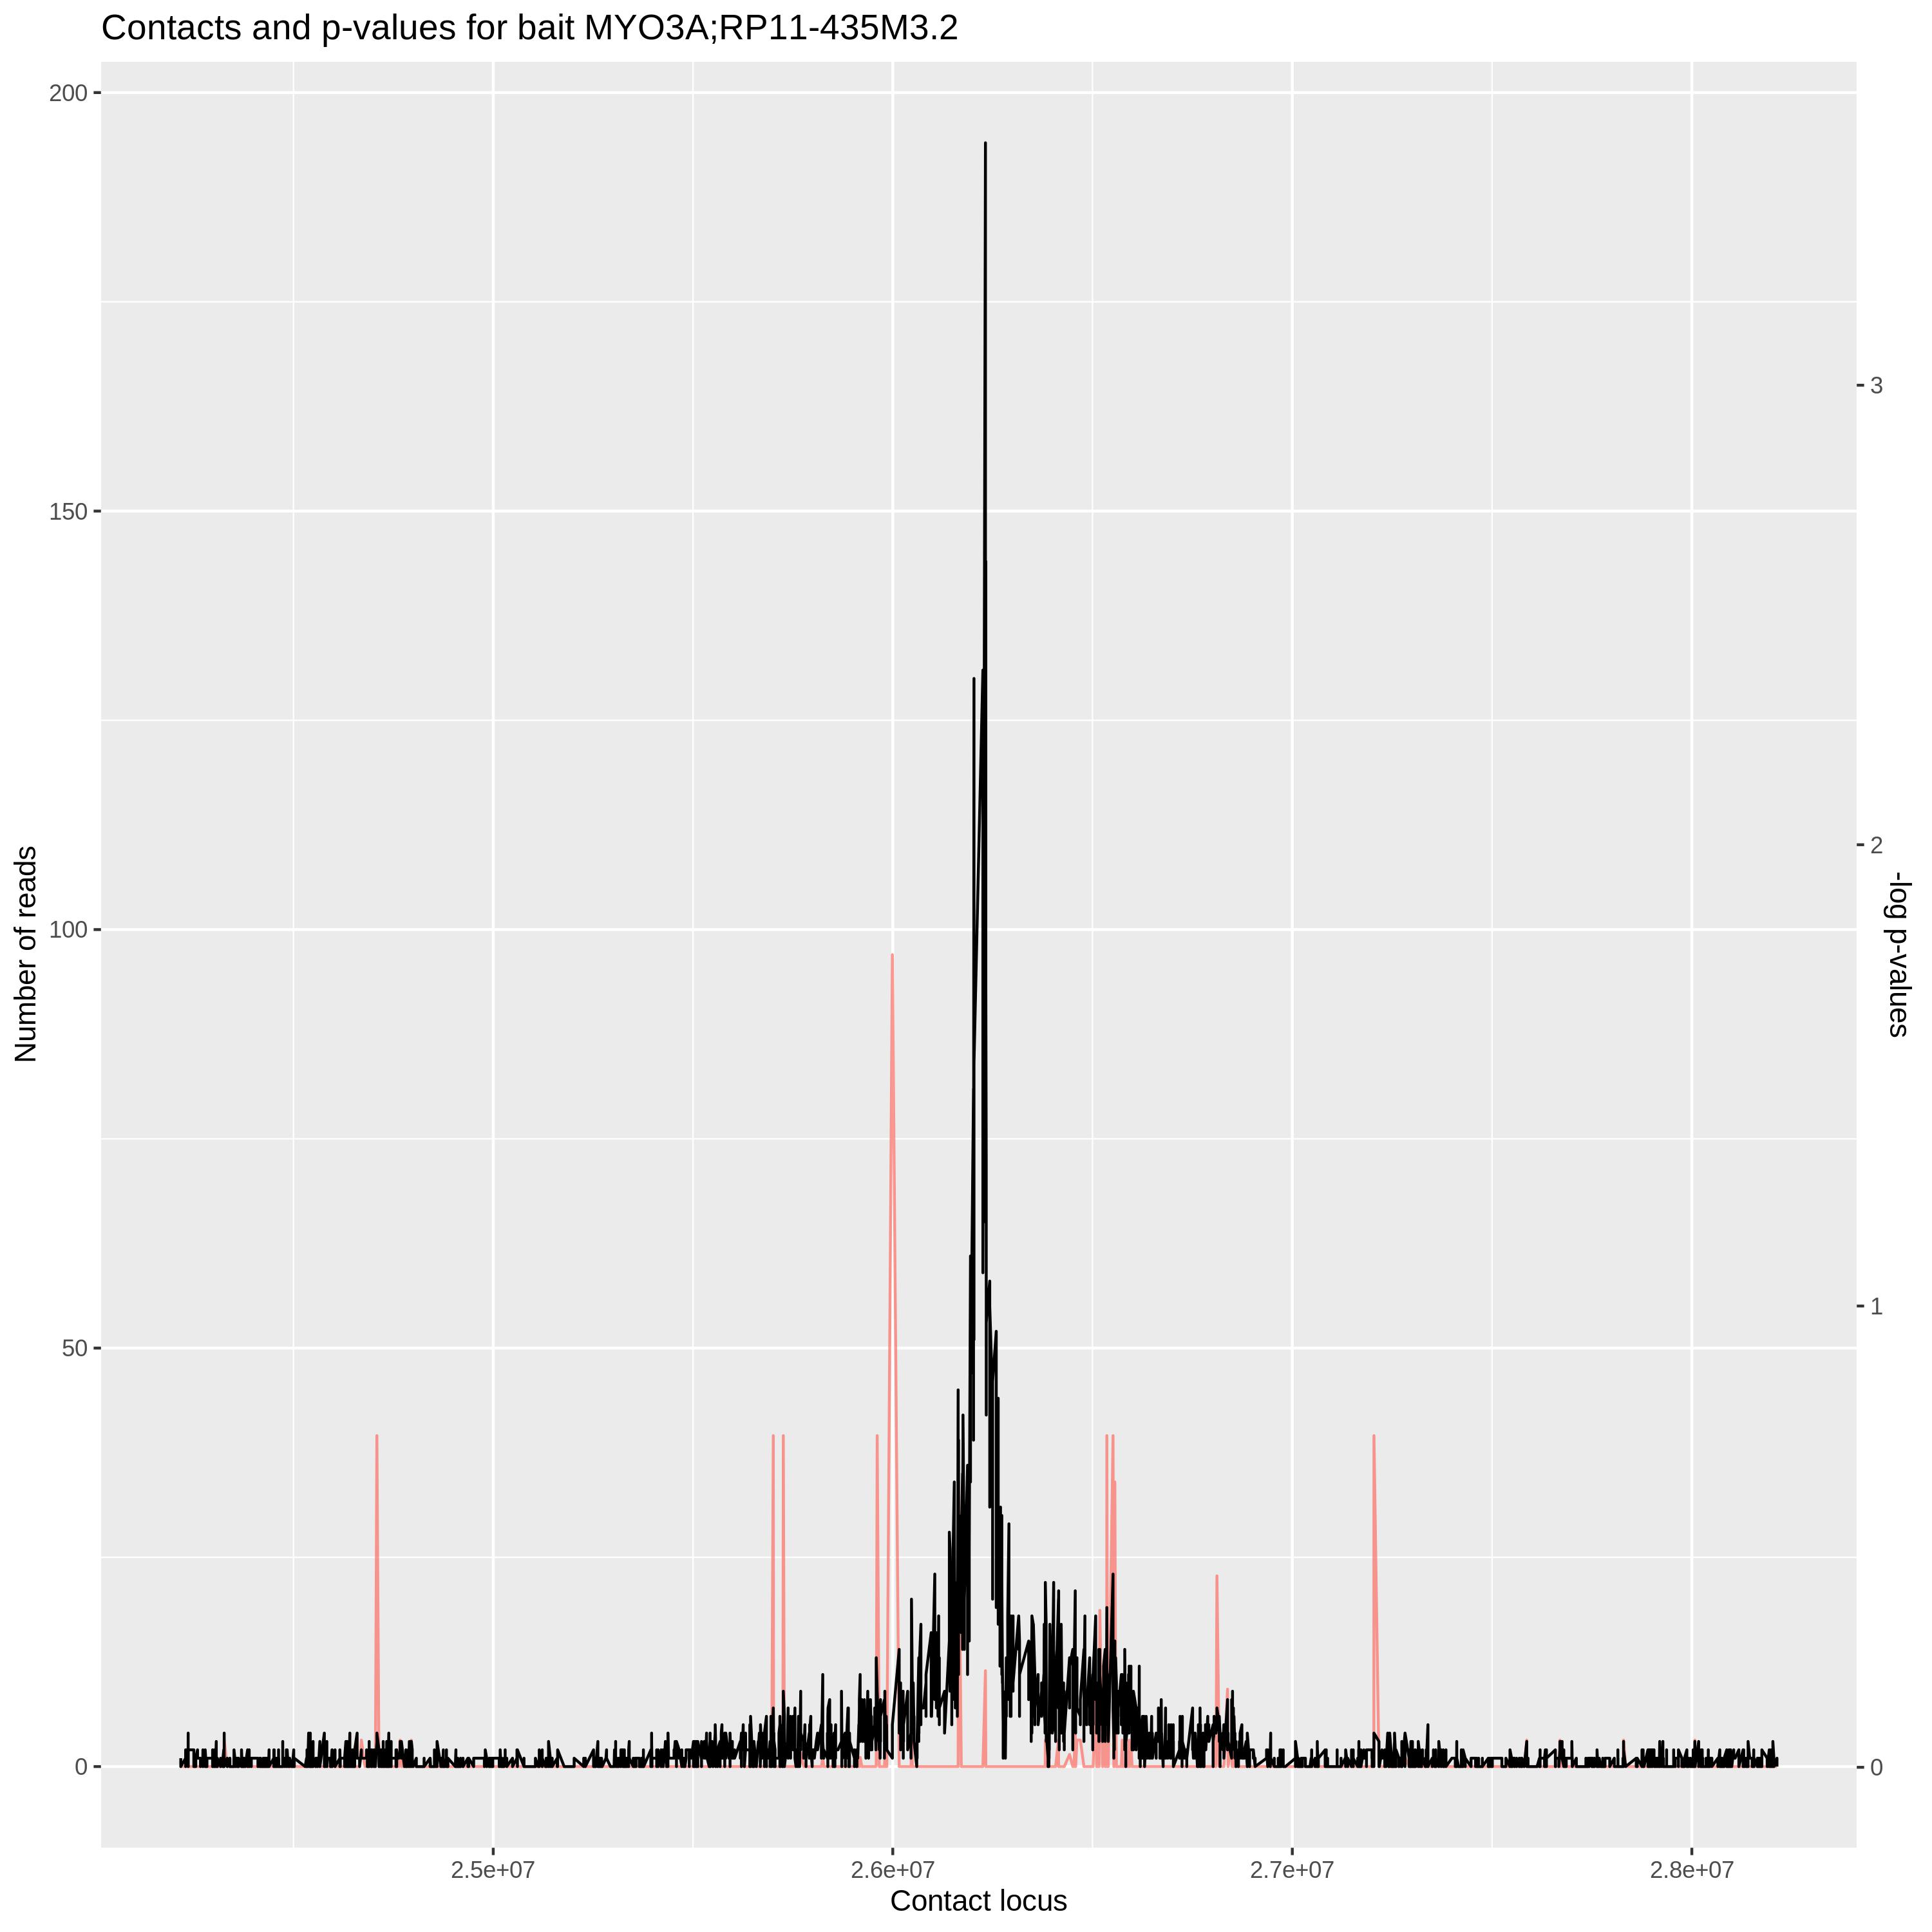 Contacts and p-values for bait MYO3A;RP11-435M3.2
200
150
100
50
0
Number of reads
3
2
1
0
-log p-values
2.5e+07
2.6e+07
2.7e+07
2.8e+07
Contact locus